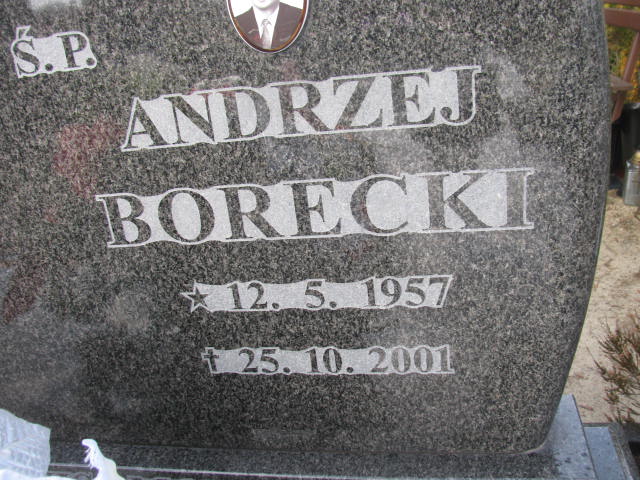 Ś.P.
ANDRZEJ
BORECKI
☆ 12. 5. 1957
† 25. 10. 2001